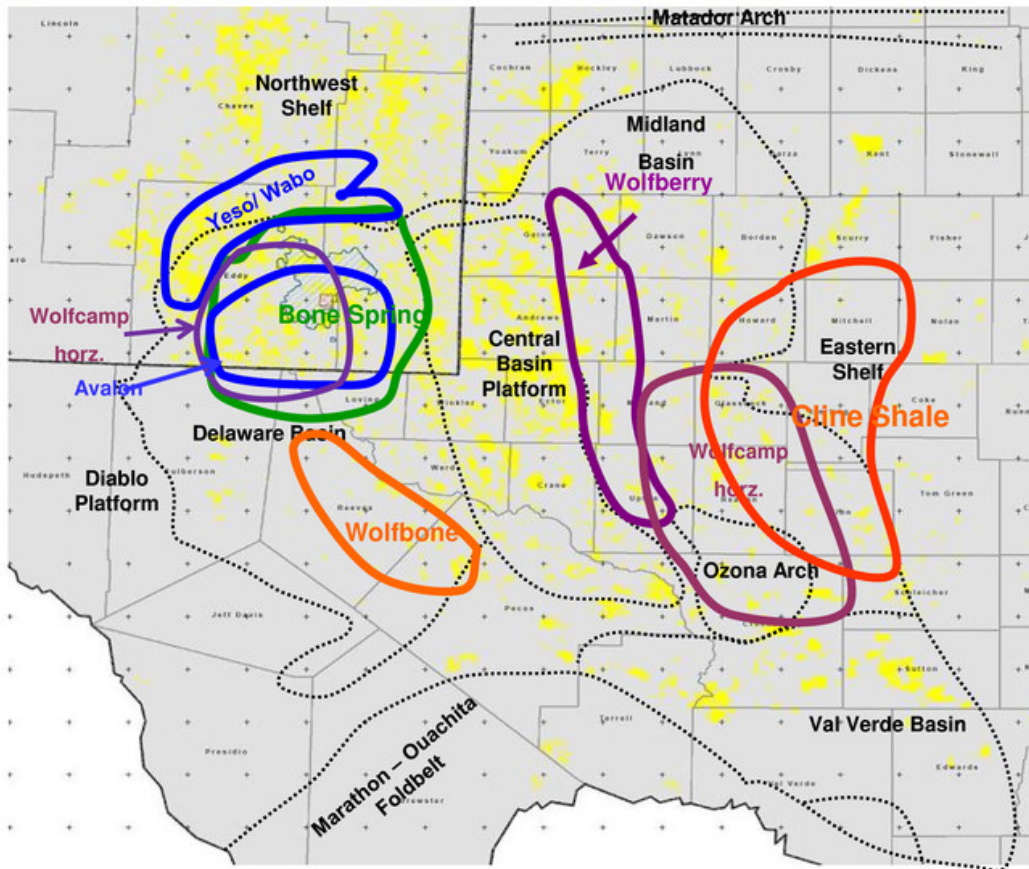 Lincoln
Matador Arch
Cochran
Hockley
Lubbock
Crosby
Dickens
King
Northwest
Shelf
Chaves
Midland
Basin
Yoakum
Terry
Lynn
Garza
Kent
Stonewall
Wolfberry
Yeso/ Wabo
Gaines
Dawson
Borden
Scurry
Fisher
Eddy
Bone Spring
Wolfcamp
horz.
Andrews
Martin
Howard
Mitchell
Nolan
Central
Basin
Platform
Eastern
Shelf
Avalon
Loving
Winkler
Ector
Midland
Glasscock
Coke
Cline Shale
Delaware Basin
Hudspeth
Culberson
Diablo
Platform
Ward
Crane
Upton
Reagan
Wolfcamp
horz.
Irion
Tom Green
Reeves
Wolfbone
Ozona Arch
Schleicher
Jeff Davis
Pecos
Sutton
Marathon – Ouachita
Foldbelt
Terrell
Val Verde Basin
Presidio
Brewster
Val Verde
Edwards